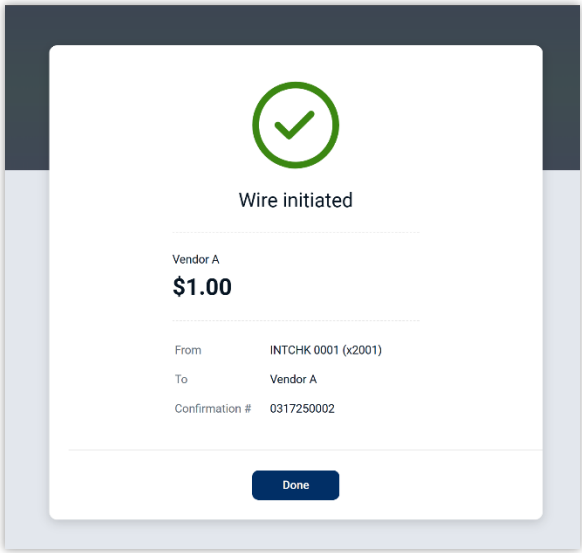 Wire initiated
Vendor A
$1.00
From INTCHK 0001 (x2001)
To Vendor A
Confirmation # 0317250002
Done